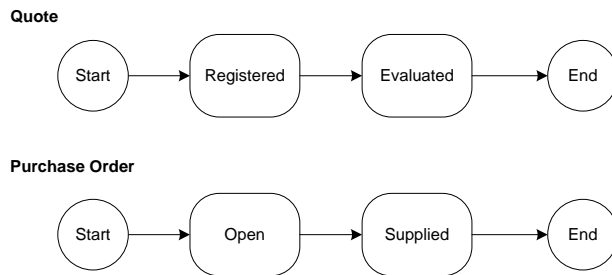 Quote
Start
Registered
Evaluated
End
Purchase Order
Start
Open
Supplied
End